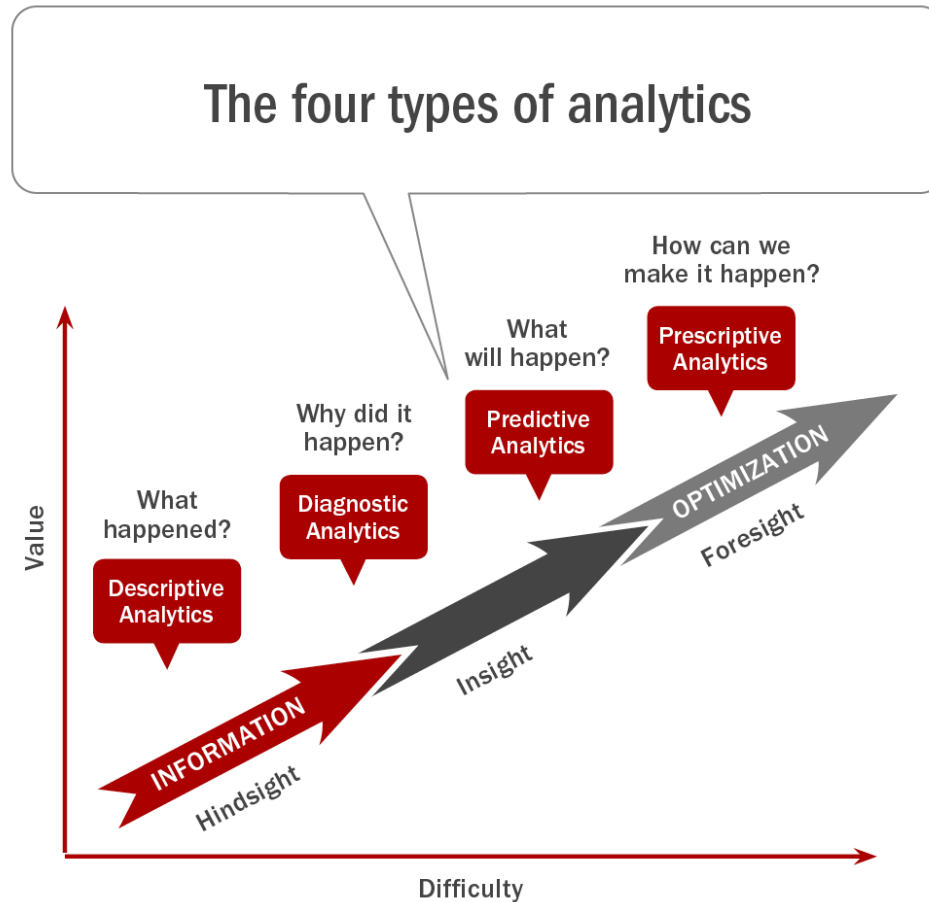 The four types of analytics
How can we
make it happen?
Prescriptive
Analytics
What
will happen?
Predictive
Analytics
Why did it
happen?
Diagnostic
Analytics
What
happened?
Descriptive
Analytics
Value
OPTIMIZATION
Foresight
Insight
INFORMATION
Hindsight
Difficulty